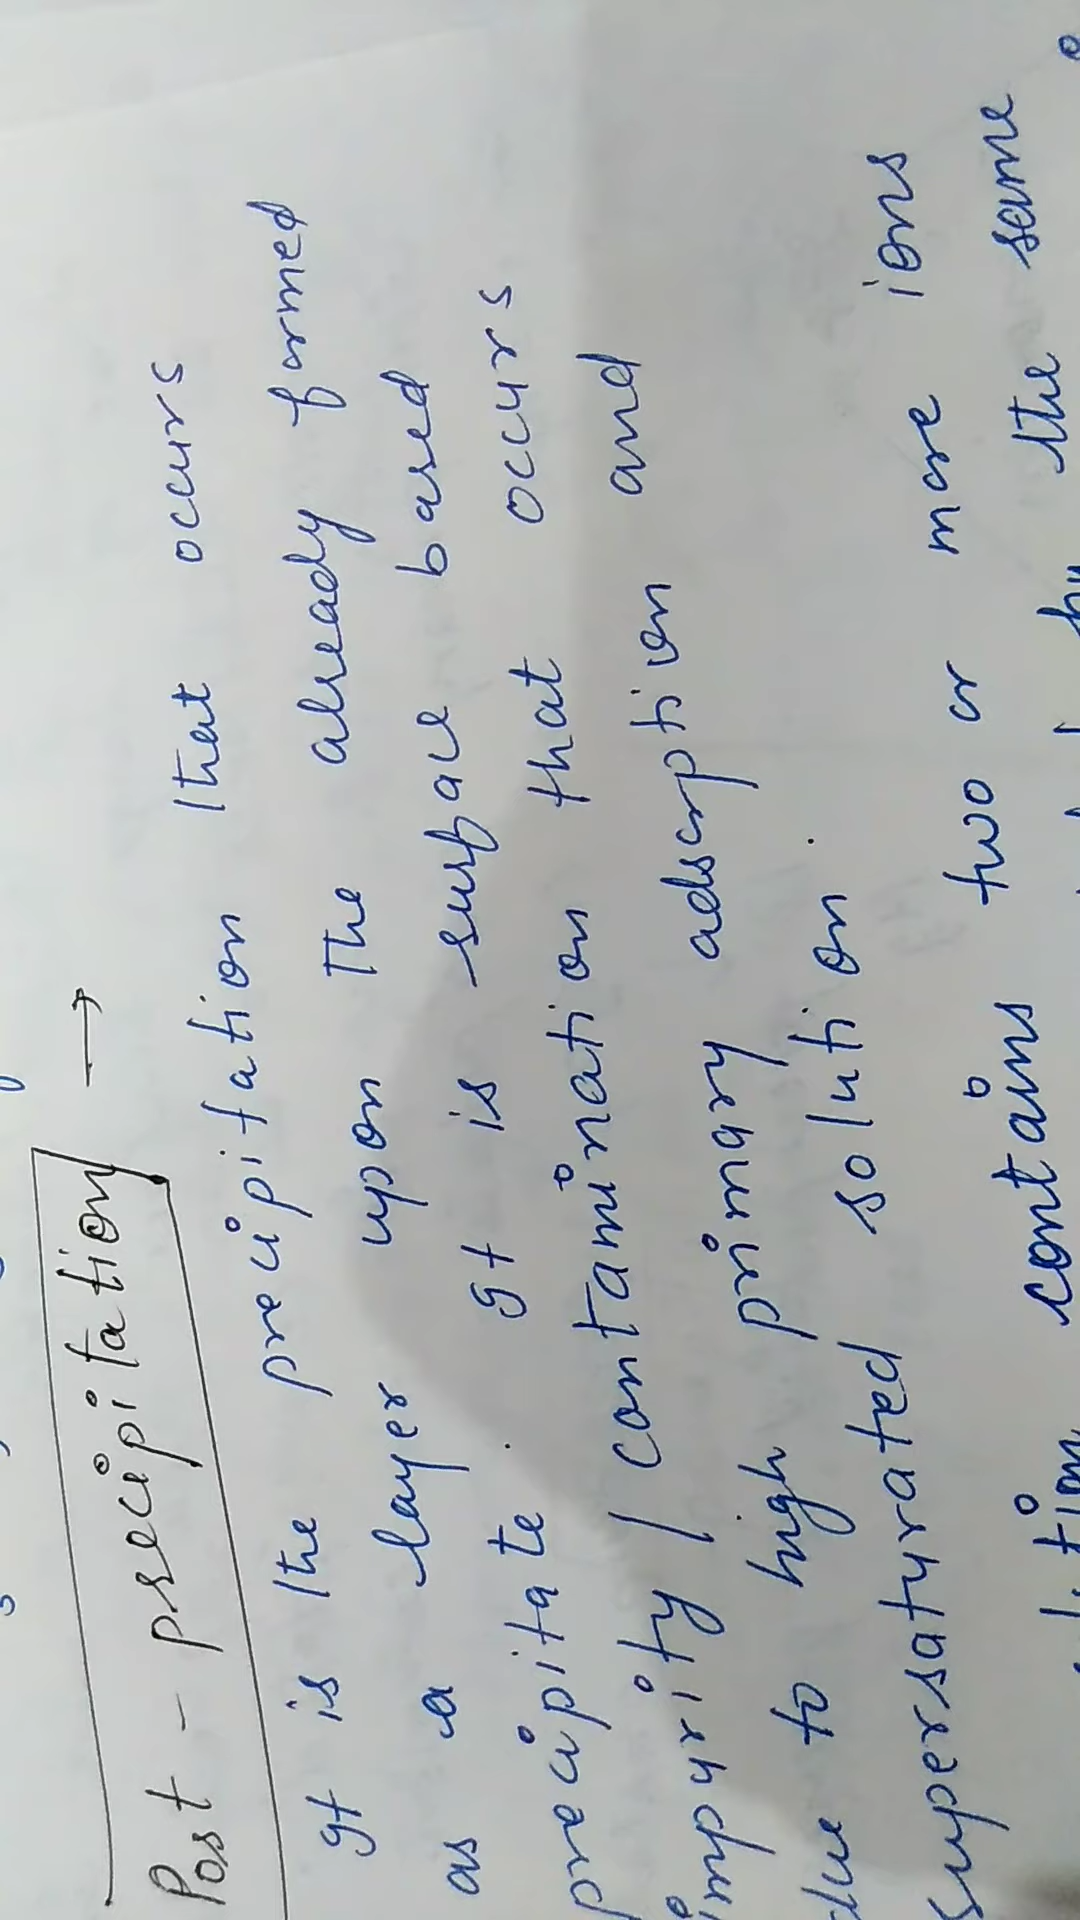 Post - precipitation →
It is the precipitation that occurs
as a layer upon the already formed
precipitate. It is surface based
impurity / contamination that occurs
due to high primary adsorption and
supersaturated solution.
contains two or more ions
the same